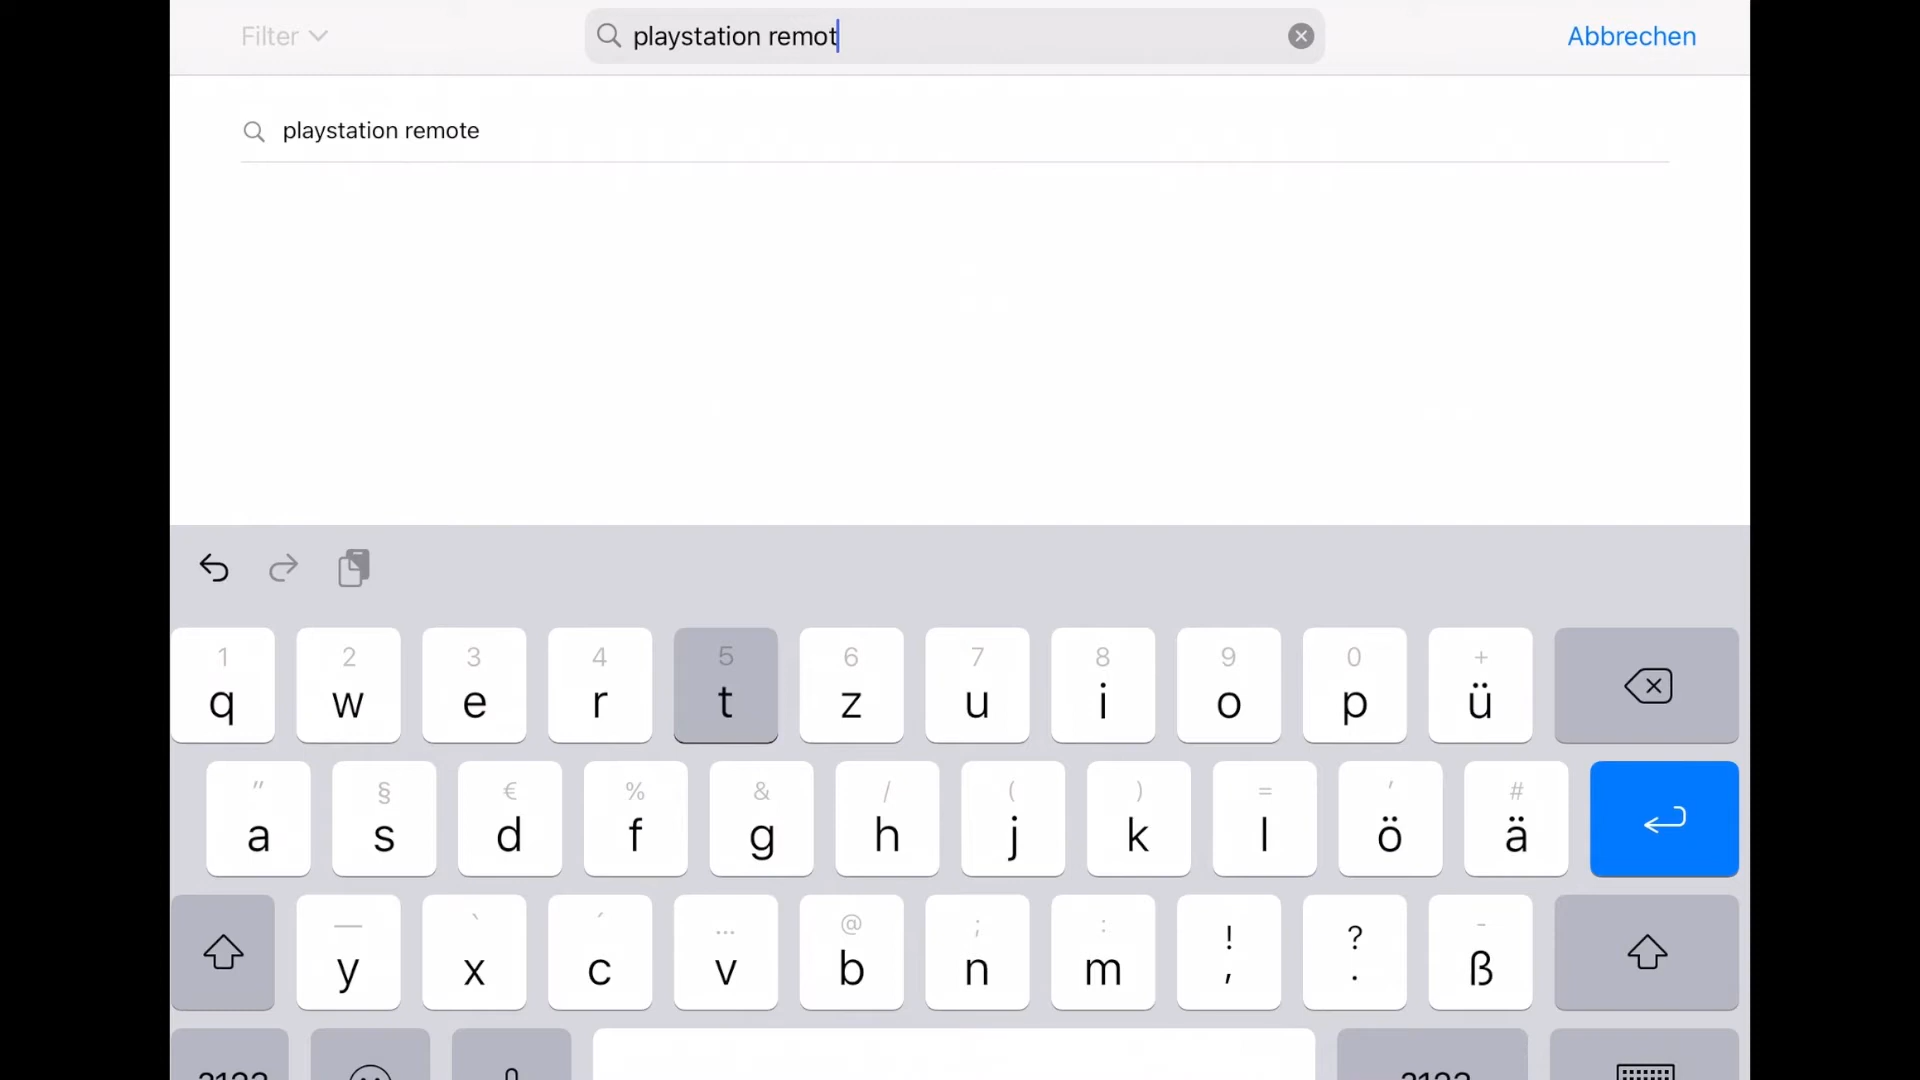 Filter
playstation remot
Abbrechen
playstation remote
1 2 3 4 5 6 7 8 9 0 +
q w e r t z u i o p ü
" § € % & / ( ) = ' #
a s d f g h j k l ö ä
— ` ´ ... @ ; : ! ? -
y x c v b n m , . ß